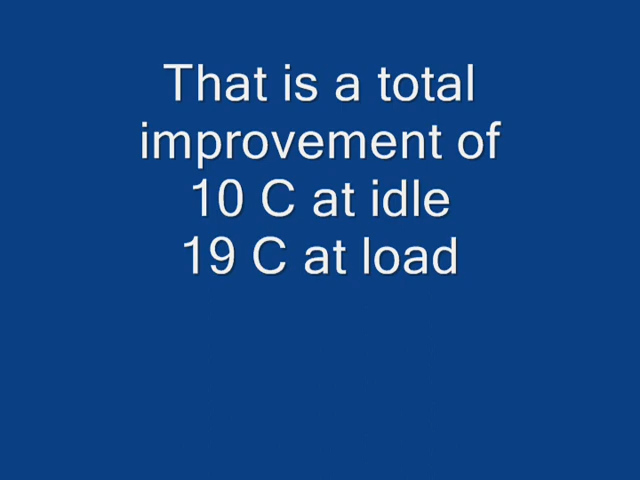 That is a total
improvement of
10 C at idle
19 C at load